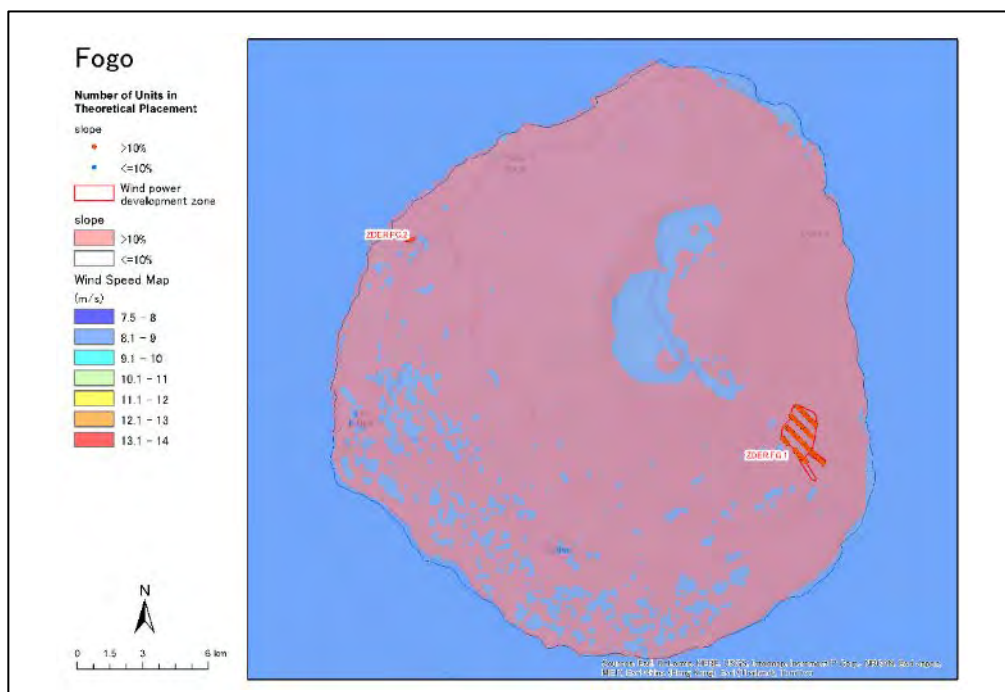 Fogo
Number of Units in
Theoretical Placement
slope
>10%
<=10%
Wind power
development zone
slope
>10%
<=10%
Wind Speed Map
(m/s)
7.5 - 8
8.1 - 9
9.1 - 10
10.1 - 11
11.1 - 12
12.1 - 13
13.1 - 14
N
0 1.5 3 6 km
ZDER FG.2
ZDER FG.1